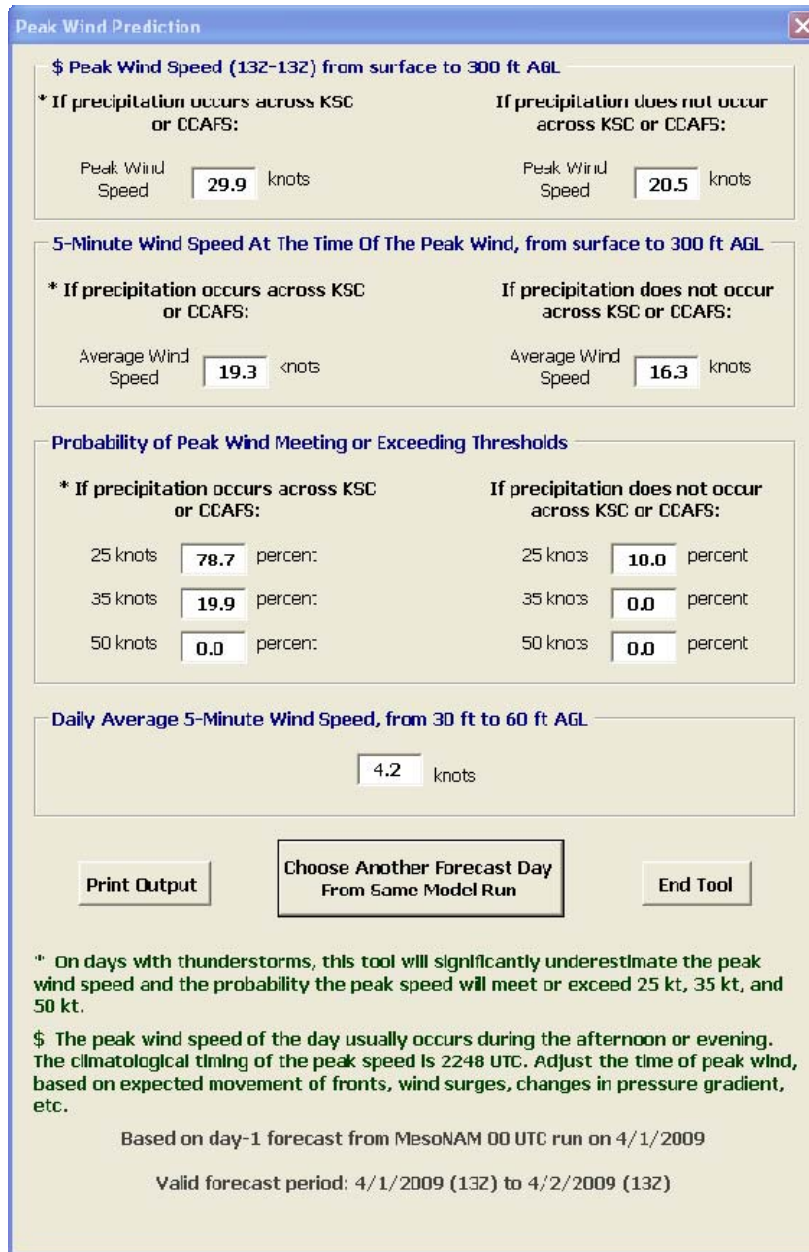 Peak Wind Prediction
$ Peak Wind Speed (13Z-13Z) from surface to 300 ft AGL
* If precipitation occurs across KSC or CCAFS:
If precipitation does not occur across KSC or CCAFS:
Peak Wind Speed 29.9 knots
Peak Wind Speed 20.5 knots
5-Minute Wind Speed At The Time Of The Peak Wind, from surface to 300 ft AGL
* If precipitation occurs across KSC or CCAFS:
If precipitation does not occur across KSC or CCAFS:
Average Wind Speed 19.3 knots
Average Wind Speed 16.3 knots
Probability of Peak Wind Meeting or Exceeding Thresholds
* If precipitation occurs across KSC or CCAFS:
If precipitation does not occur across KSC or CCAFS:
25 knots 78.7 percent
25 knots 10.0 percent
35 knots 19.9 percent
35 knots 0.0 percent
50 knots 0.0 percent
50 knots 0.0 percent
Daily Average 5-Minute Wind Speed, from 30 ft to 60 ft AGL
4.2 knots
Print Output
Choose Another Forecast Day
From Same Model Run
End Tool
* On days with thunderstorms, this tool will significantly underestimate the peak
wind speed and the probability the peak speed will meet or exceed 25 kt, 35 kt, and
50 kt.
$ The peak wind speed of the day usually occurs during the afternoon or evening.
The climatological timing of the peak speed is 2248 UTC. Adjust the time of peak wind,
based on expected movement of fronts, wind surges, changes in pressure gradient,
etc.
Based on day-1 forecast from MesoNAM 00 UTC run on 4/1/2009
Valid forecast period: 4/1/2009 (13Z) to 4/2/2009 (13Z)